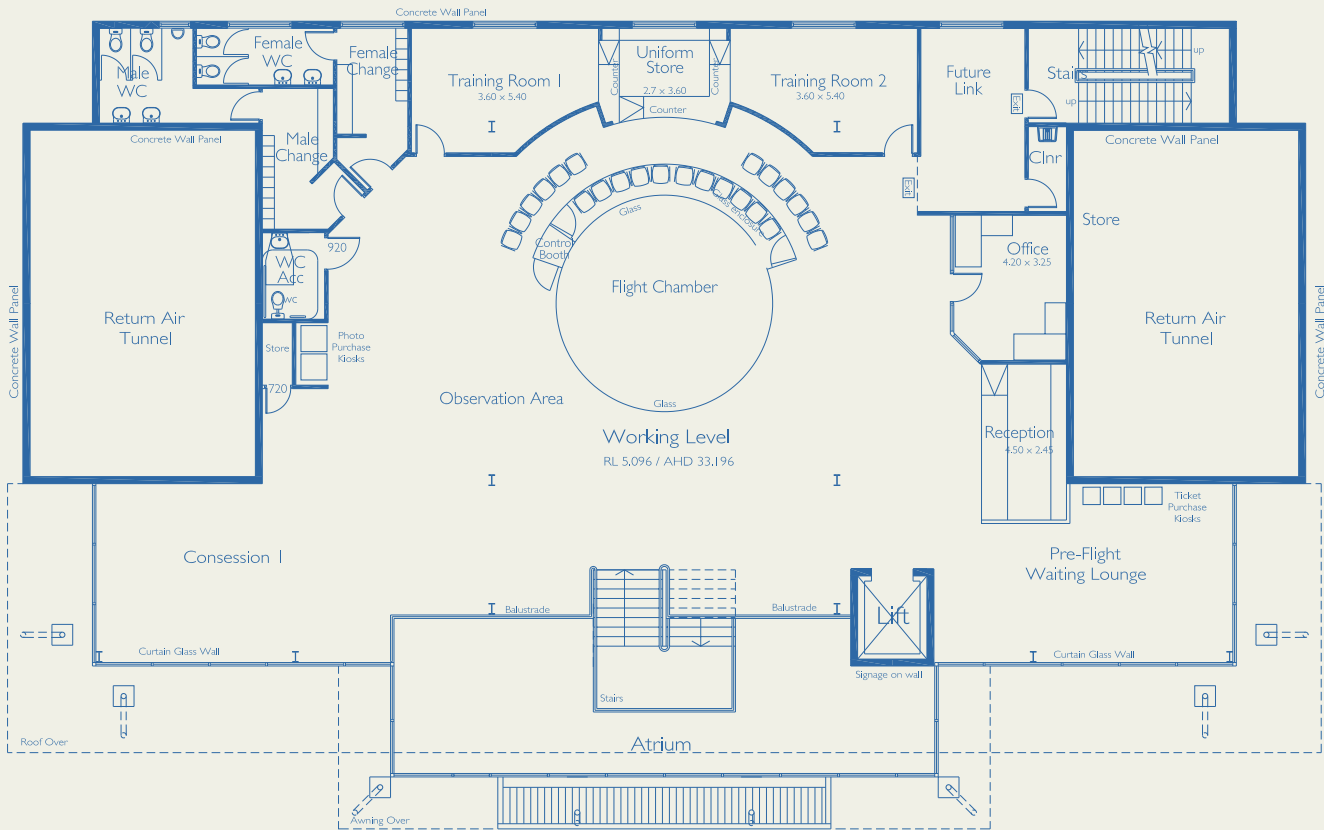 Concrete Wall Panel
Female
WC
Female
Change
Male
WC
Training Room 1
3.60 x 5.40
Counter
Uniform
Store
2.7 x 3.60
Counter
Counter
Training Room 2
3.60 x 5.40
Future
Link
Exit
Stairs
up
up
Concrete Wall Panel
Male
Change
Clnr
Concrete Wall Panel
Exit
Store
Glass
Glass enclosure
Control
Booth
920
WC
Acc
wc
Office
4.20 x 3.25
Flight Chamber
Concrete Wall Panel
Return Air
Tunnel
Photo
Purchase
Kiosks
Store
720
Return Air
Tunnel
Concrete Wall Panel
Observation Area
Glass
Working Level
RL 5.096 / AHD 33.196
Reception
4.50 x 2.45
Ticket
Purchase
Kiosks
Consession 1
Pre-Flight
Waiting Lounge
Balustrade
Balustrade
Lift
Curtain Glass Wall
Curtain Glass Wall
Signage on wall
Stairs
Roof Over
Atrium
Awning Over